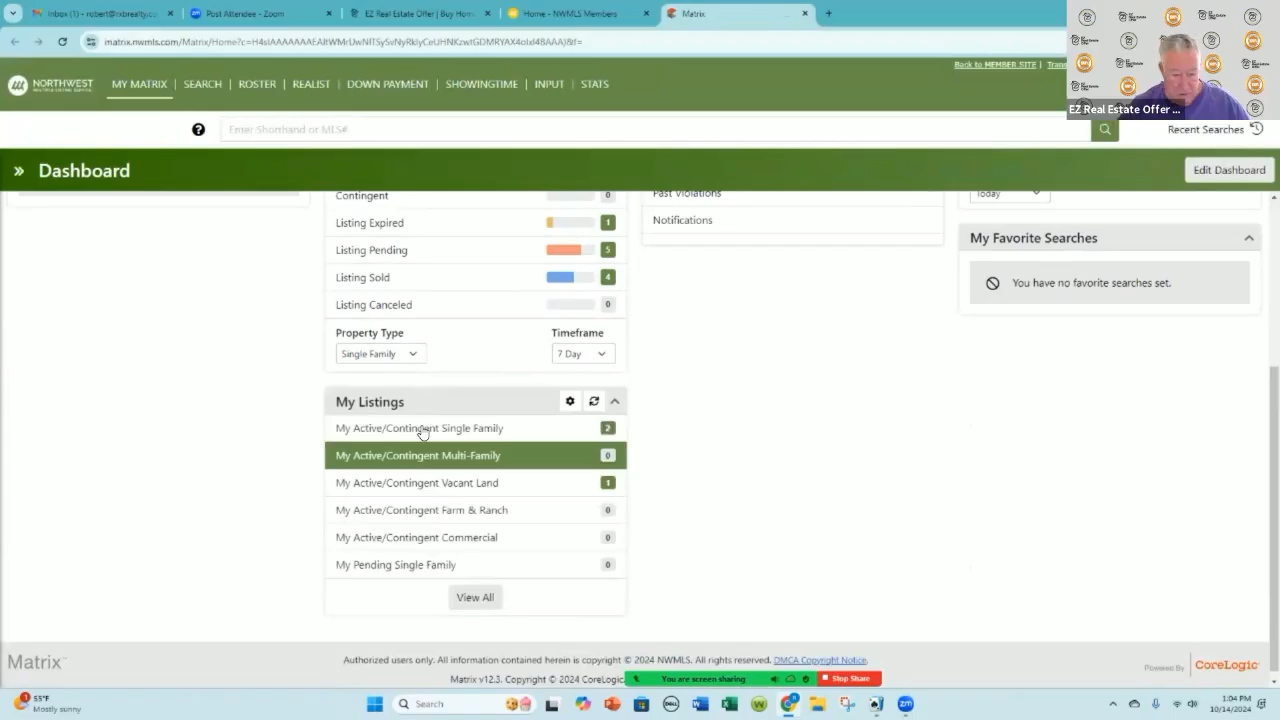 Inbox (1) - robert@rxbrealty.co
Post Attendee - Zoom
EZ Real Estate Offer | Buy Home
Home - NWMLS Members
Matrix
NORTHWEST
MY MATRIX | SEARCH | ROSTER | REALIST | DOWN PAYMENT | SHOWINGTIME | INPUT | STATS
Back to MEMBER SITE |
EZ Real Estate Offer ...
Enter Shorthand or MLS#
Recent Searches
Dashboard
Edit Dashboard
Contingent 0
Listing Expired 1
Listing Pending 5
Listing Sold 4
Listing Canceled 0
Property Type Timeframe
Single Family 7 Day
My Listings
My Active/Contingent Single Family 2
My Active/Contingent Multi-Family 0
My Active/Contingent Vacant Land 1
My Active/Contingent Farm & Ranch 0
My Active/Contingent Commercial 0
My Pending Single Family 0
View All
Past Violations
Notifications
Today
My Favorite Searches
You have no favorite searches set.
Matrix™
Authorized users only. All information contained herein is copyright © 2024 NWMLS. All rights reserved. DMCA Copyright Notice.
Matrix v12.3. Copyright © 2024 CoreLogic.
Powered By CoreLogic
You are screen sharing Stop Share
1
55°F
Mostly sunny
Search
DELL
zm
1:04 PM
10/14/2024